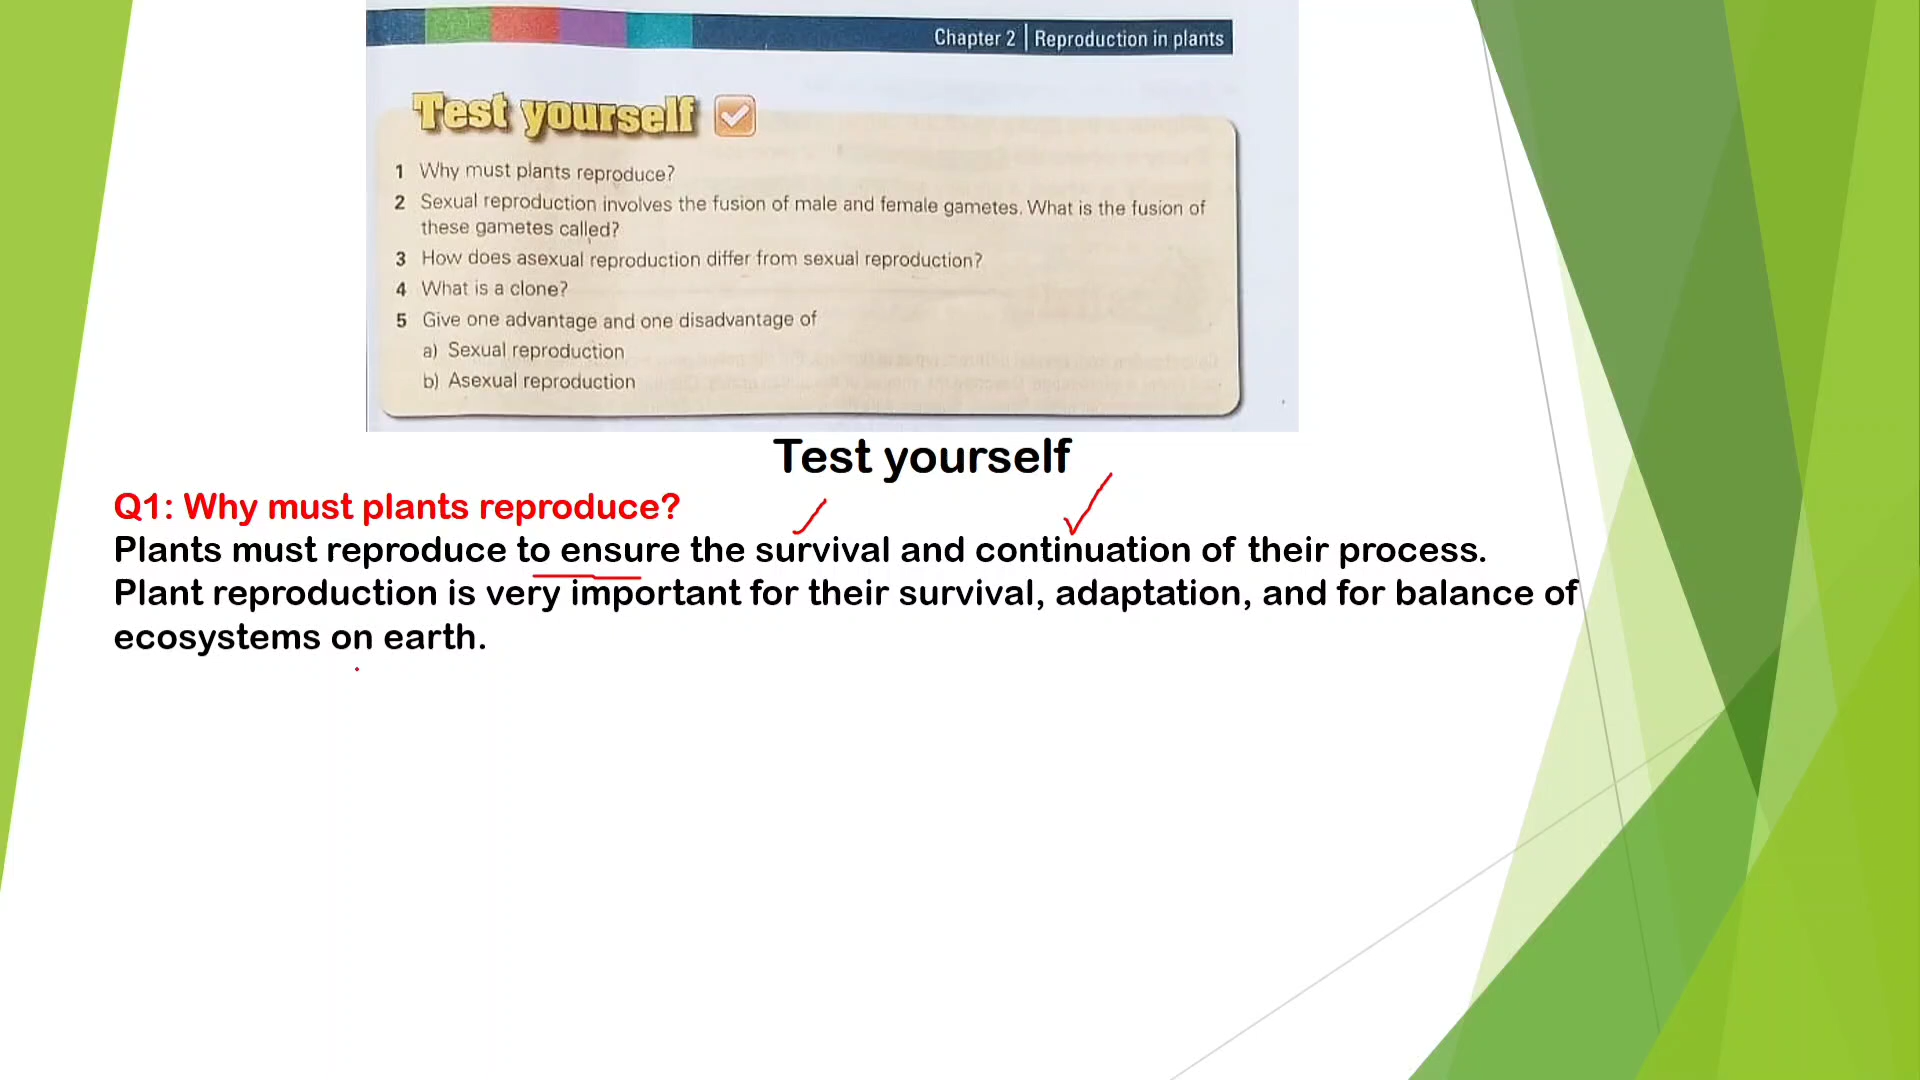 Chapter 2 | Reproduction in plants
Test yourself
1 Why must plants reproduce?
2 Sexual reproduction involves the fusion of male and female gametes. What is the fusion of
these gametes called?
3 How does asexual reproduction differ from sexual reproduction?
4 What is a clone?
5 Give one advantage and one disadvantage of
a) Sexual reproduction
b) Asexual reproduction
Test yourself
Q1: Why must plants reproduce?
Plants must reproduce to ensure the survival and continuation of their process.
Plant reproduction is very important for their survival, adaptation, and for balance of
ecosystems on earth.